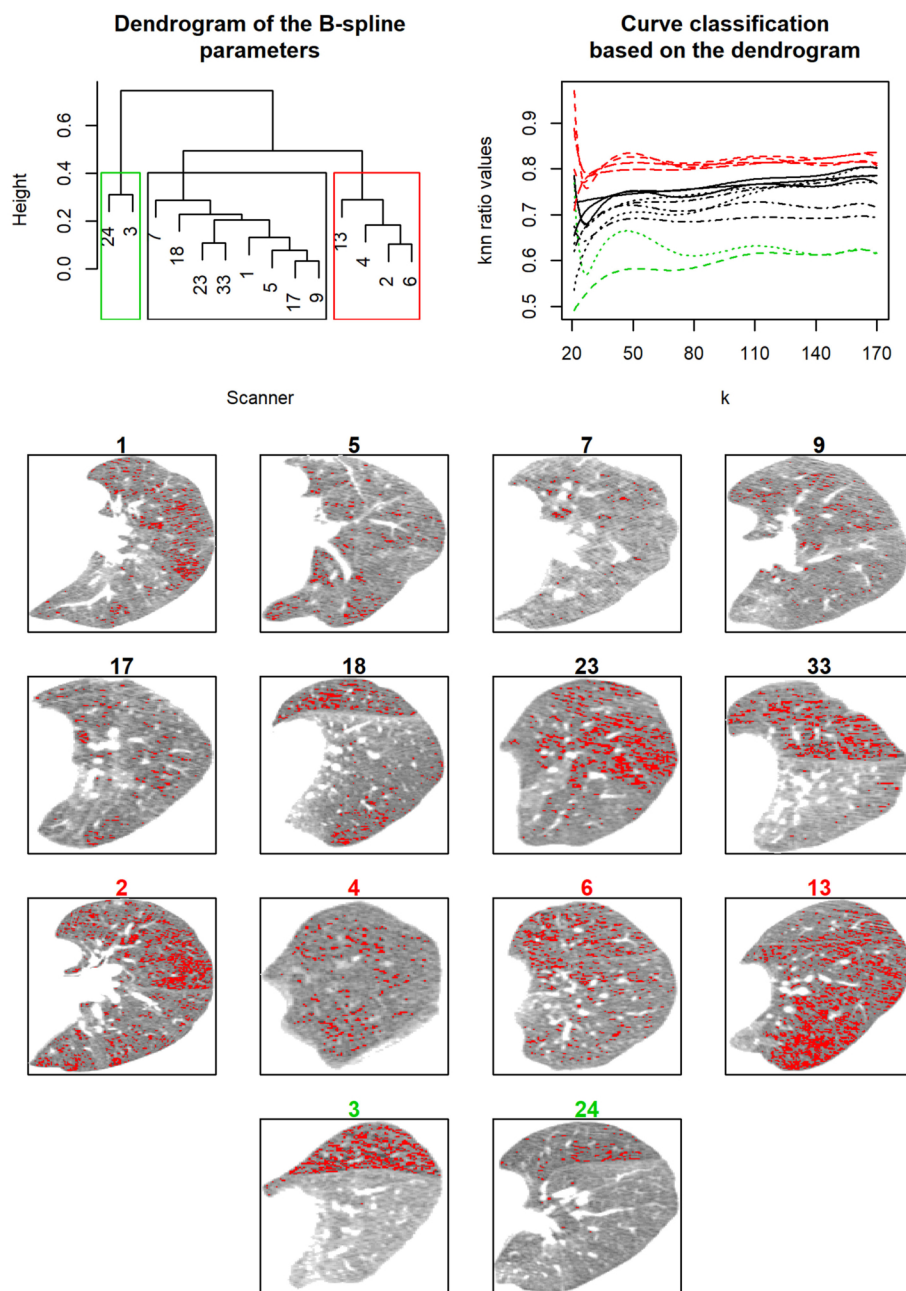 Dendrogram of the B-spline
parameters
Height
0.0 0.2 0.4 0.6
24
3
7
18
23
33
1
5
17
9
13
4
2
6
Scanner
Curve classification
based on the dendrogram
knn ratio values
0.5 0.6 0.7 0.8 0.9
20 50 80 110 140 170
k
1 5 7 9
17 18 23 33
2 4 6 13
3 24